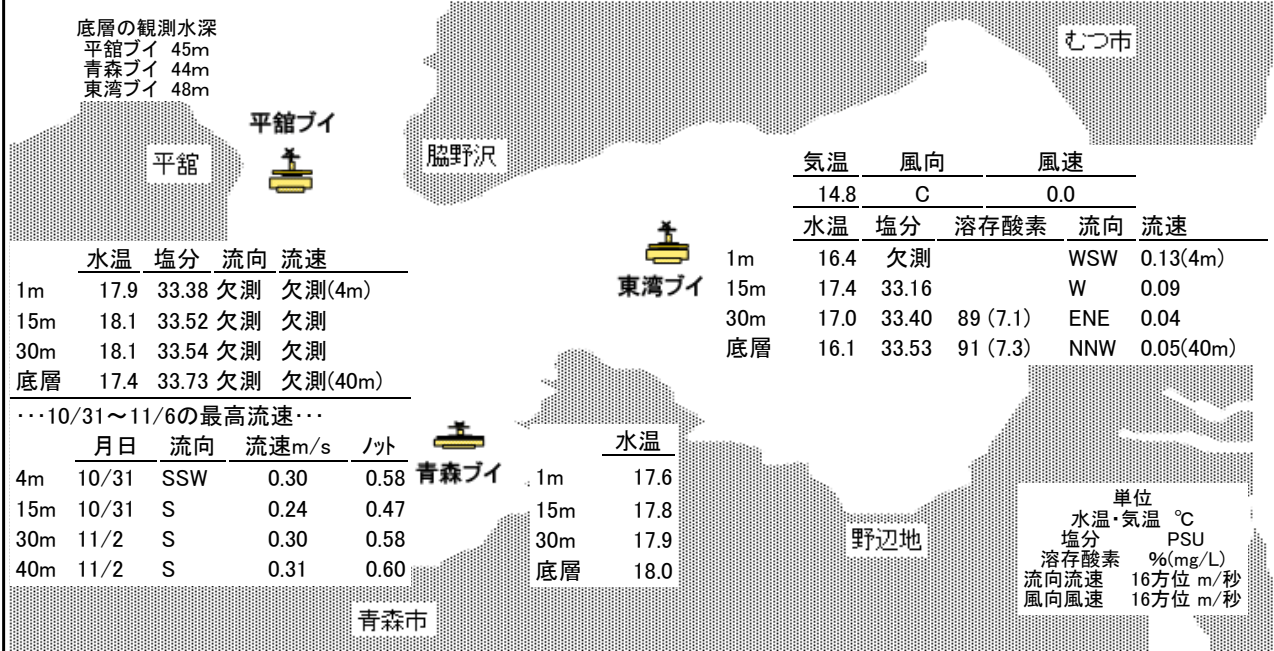 底層の観測水深
平舘ブイ 45m
青森ブイ 44m
東湾ブイ 48m
むつ市
平舘ブイ
平舘
脇野沢
気温 風向 風速
14.8 C 0.0
水温 塩分 溶存酸素 流向 流速
1m 16.4 欠測 WSW 0.13(4m)
15m 17.4 33.16 W 0.09
30m 17.0 33.40 89 (7.1) ENE 0.04
底層 16.1 33.53 91 (7.3) NNW 0.05(40m)
東湾ブイ
水温 塩分 流向 流速
1m 17.9 33.38 欠測 欠測(4m)
15m 18.1 33.52 欠測 欠測
30m 18.1 33.54 欠測 欠測
底層 17.4 33.73 欠測 欠測(40m)
･･･10/31～11/6の最高流速･･･
月日 流向 流速m/s ノット
4m 10/31 SSW 0.30 0.58
15m 10/31 S 0.24 0.47
30m 11/2 S 0.30 0.58
40m 11/2 S 0.31 0.60
青森ブイ
水温
1m 17.6
15m 17.8
30m 17.9
底層 18.0
野辺地
青森市
単位
水温･気温 ℃
塩分 PSU
溶存酸素 %(mg/L)
流向流速 16方位 m/秒
風向風速 16方位 m/秒